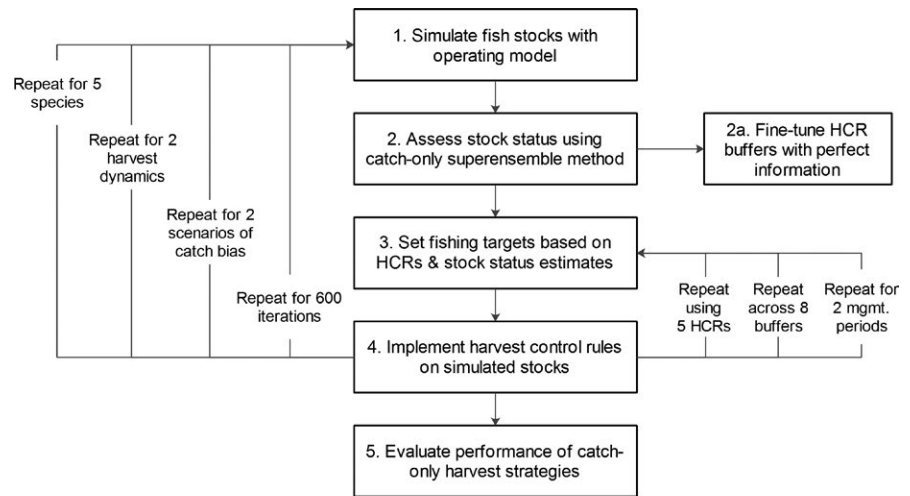 1. Simulate fish stocks with
operating model
Repeat for 5
species
Repeat for 2
harvest
dynamics
Repeat for 2
scenarios of
catch bias
Repeat for 600
iterations
2. Assess stock status using
catch-only superensemble method
2a. Fine-tune HCR
buffers with perfect
information
3. Set fishing targets based on
HCRs & stock status estimates
Repeat
using
5 HCRs
Repeat
across 8
buffers
Repeat for
2 mgmt.
periods
4. Implement harvest control rules
on simulated stocks
5. Evaluate performance of catch-
only harvest strategies